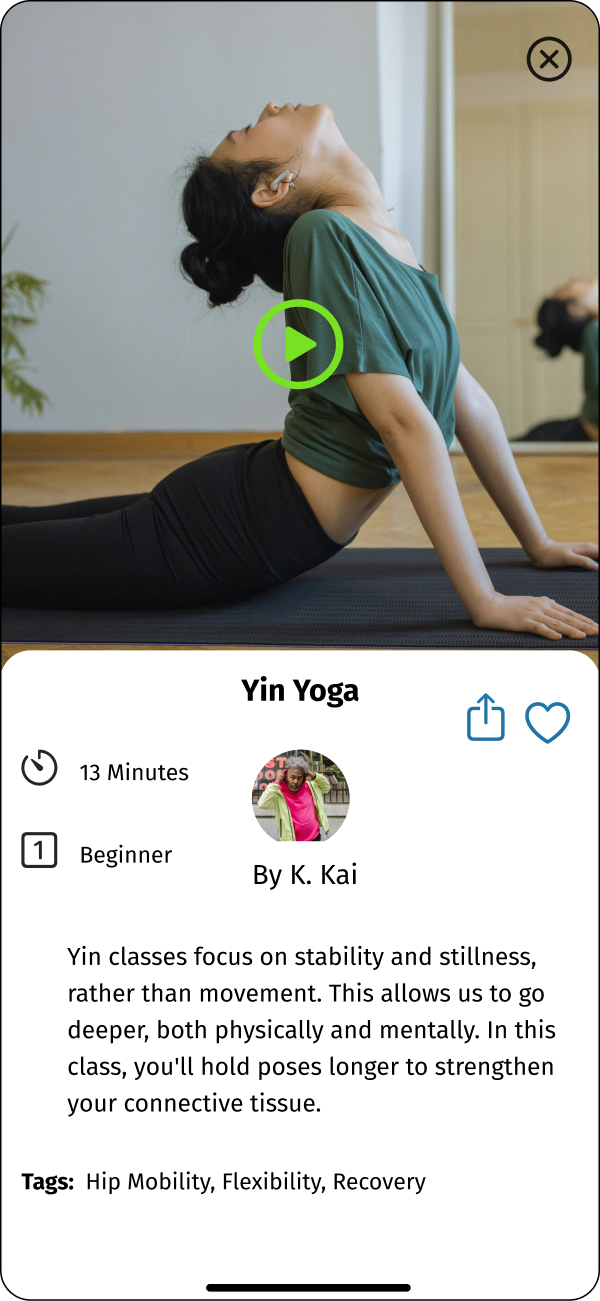 Yin Yoga
13 Minutes
1
Beginner
By K. Kai
Yin classes focus on stability and stillness,
rather than movement. This allows us to go
deeper, both physically and mentally. In this
class, you'll hold poses longer to strengthen
your connective tissue.
Tags: Hip Mobility, Flexibility, Recovery